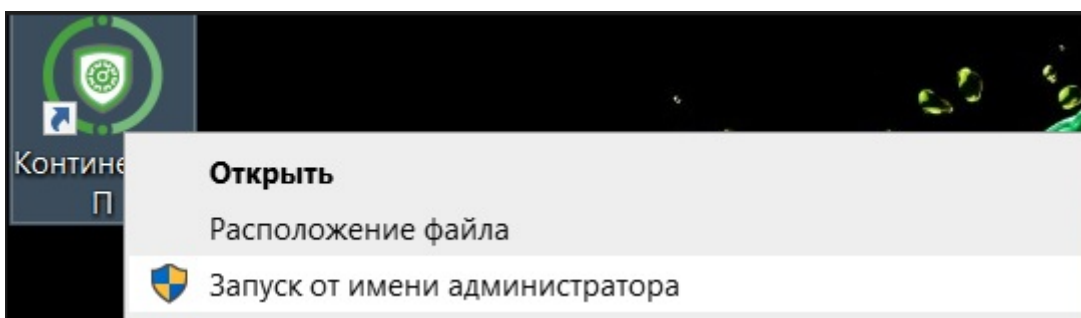 Контине
П
Открыть
Расположение файла
Запуск от имени администратора